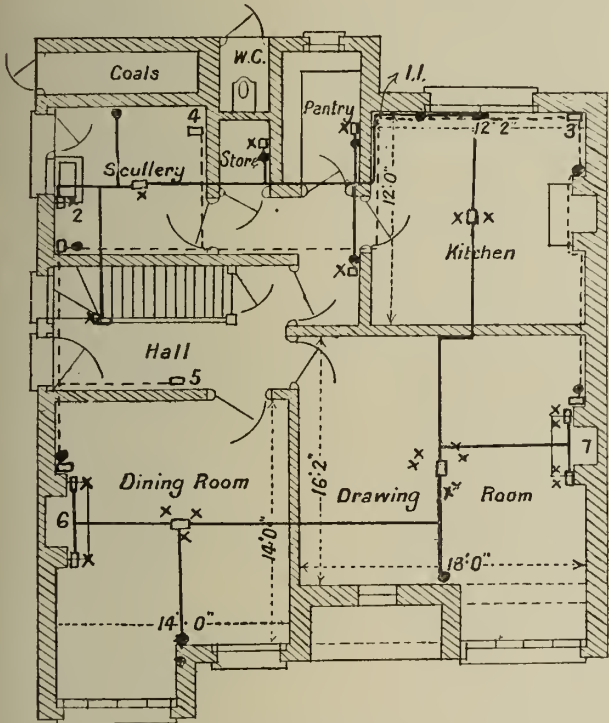 Coals
W.C.
1.1.
Pantry
4
12'2
3
Scullery
Store
2
12'0"
Kitchen
Hall
5
Dining Room
16'2"
Drawing Room
7
6
14'0"
18'0"
14' 0"